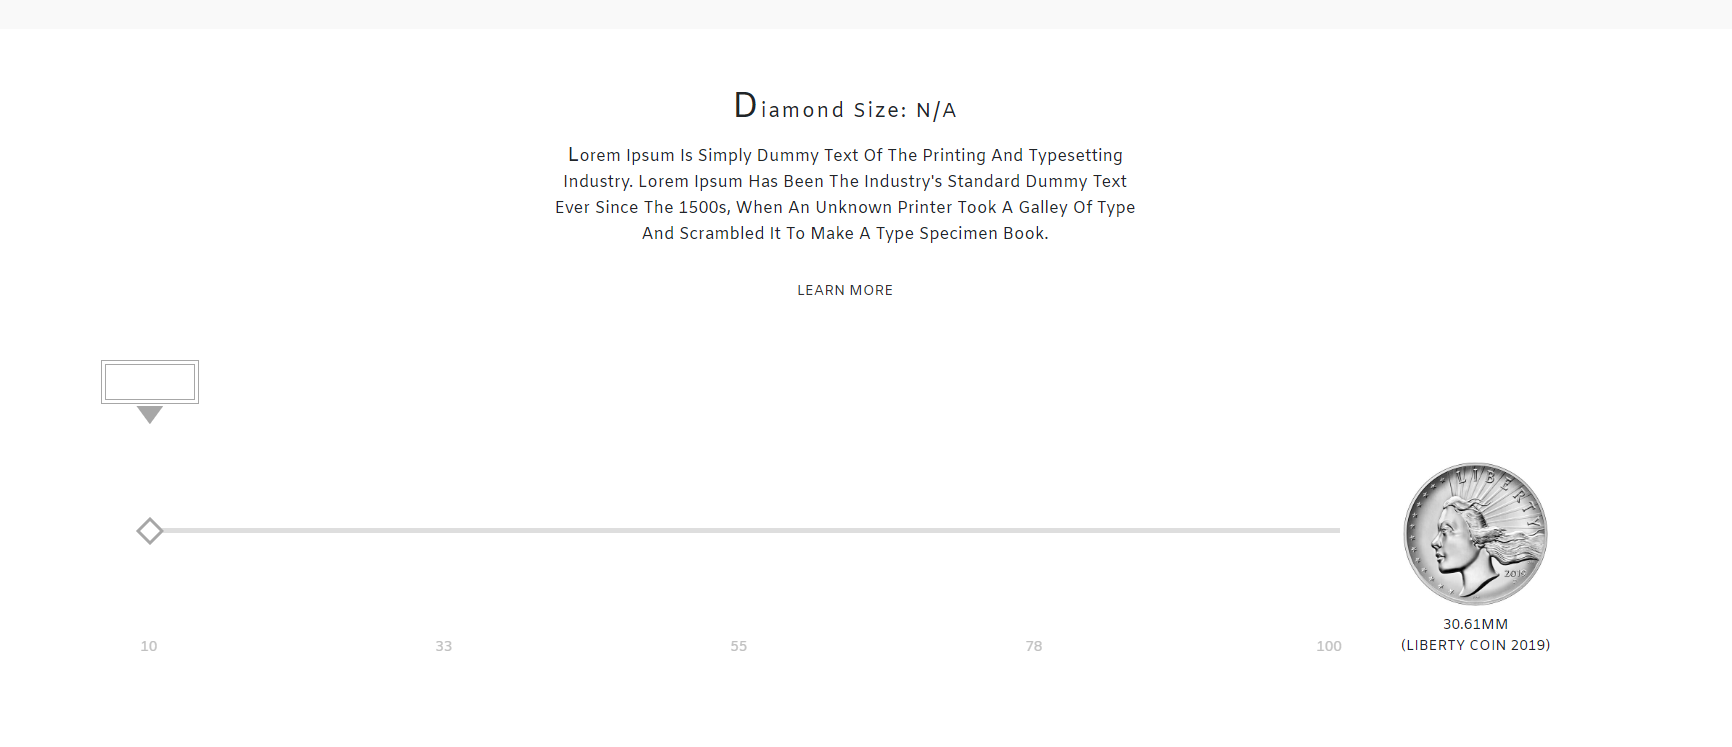 Diamond Size: N/A
Lorem Ipsum Is Simply Dummy Text Of The Printing And Typesetting
Industry. Lorem Ipsum Has Been The Industry's Standard Dummy Text
Ever Since The 1500s, When An Unknown Printer Took A Galley Of Type
And Scrambled It To Make A Type Specimen Book.
LEARN MORE
LIBERTY
2019
10 33 55 78 100
30.61MM
(LIBERTY COIN 2019)